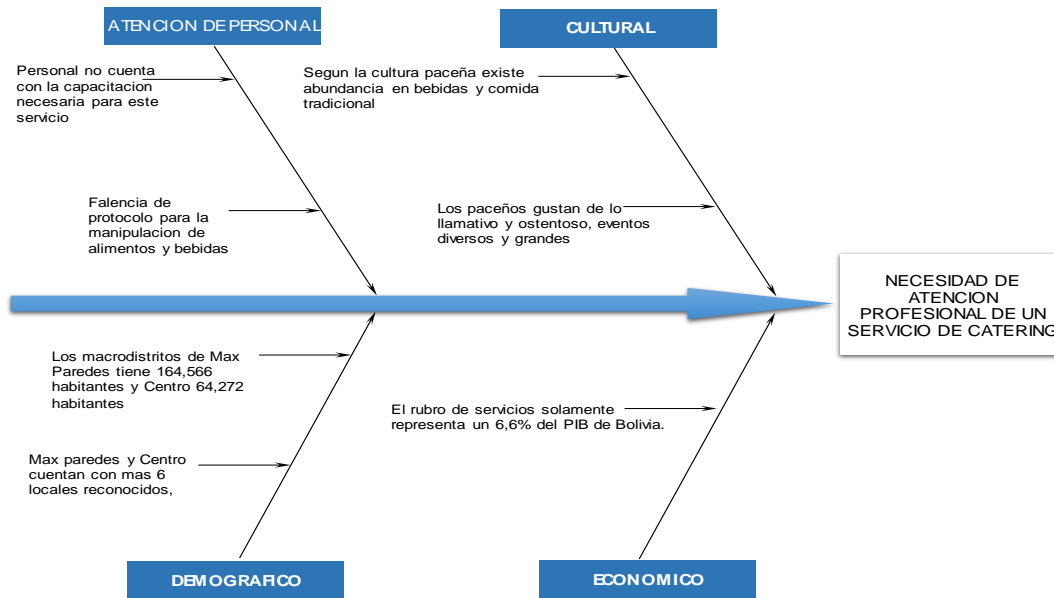 ATENCION DE PERSONAL
CULTURAL
Personal no cuenta
con la capacitacion
necesaria para este
servicio
Segun la cultura paceña existe
abundancia en bebidas y comida
tradicional
Falencia de
protocolo para la
manipulacion de
alimentos y bebidas
Los paceños gustan de lo
llamativo y ostentoso, eventos
diversos y grandes
NECESIDAD DE
ATENCION
PROFESIONAL DE UN
SERVICIO DE CATERING
Los macrodistritos de Max
Paredes tiene 164,566
habitantes y Centro 64,272
habitantes
El rubro de servicios solamente
representa un 6,6% del PIB de Bolivia.
Max paredes y Centro
cuentan con mas 6
locales reconocidos,
DEMOGRAFICO
ECONOMICO